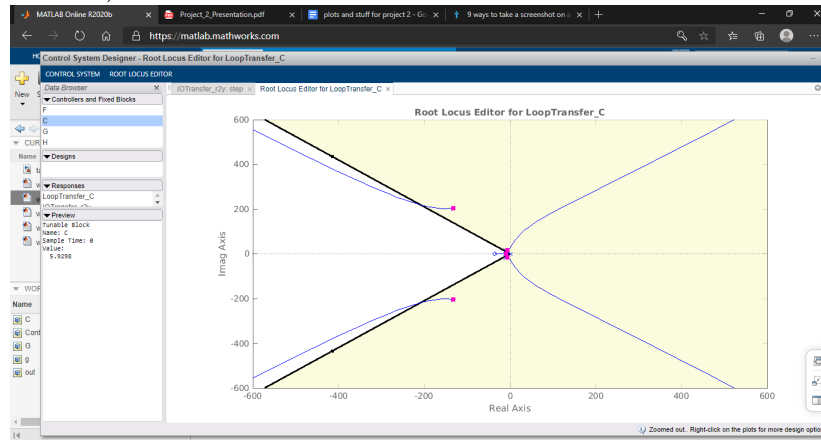 MATLAB Online R2020b
Project_2_Presentation.pdf
plots and stuff for project 2 - Go
9 ways to take a screenshot on a
https://matlab.mathworks.com
Control System Designer - Root Locus Editor for LoopTransfer_C
CONTROL SYSTEM ROOT LOCUS EDITOR
New
Data Browser
IOTransfer_r2y: step
Root Locus Editor for LoopTransfer_C
Controllers and Fixed Blocks
F
C
G
H
CUR
Name
Designs
Responses
LoopTransfer_C
IOTransfer_r2y
Preview
Tunable Block
Name: C
Sample Time: 0
Value:
5.9298
WOR
Name
C
Cont
G
g
out
Root Locus Editor for LoopTransfer_C
600
400
200
0
-200
-400
-600
Imag Axis
-600 -400 -200 0 200 400 600
Real Axis
Zoomed out.. Right-click on the plots for more design optio